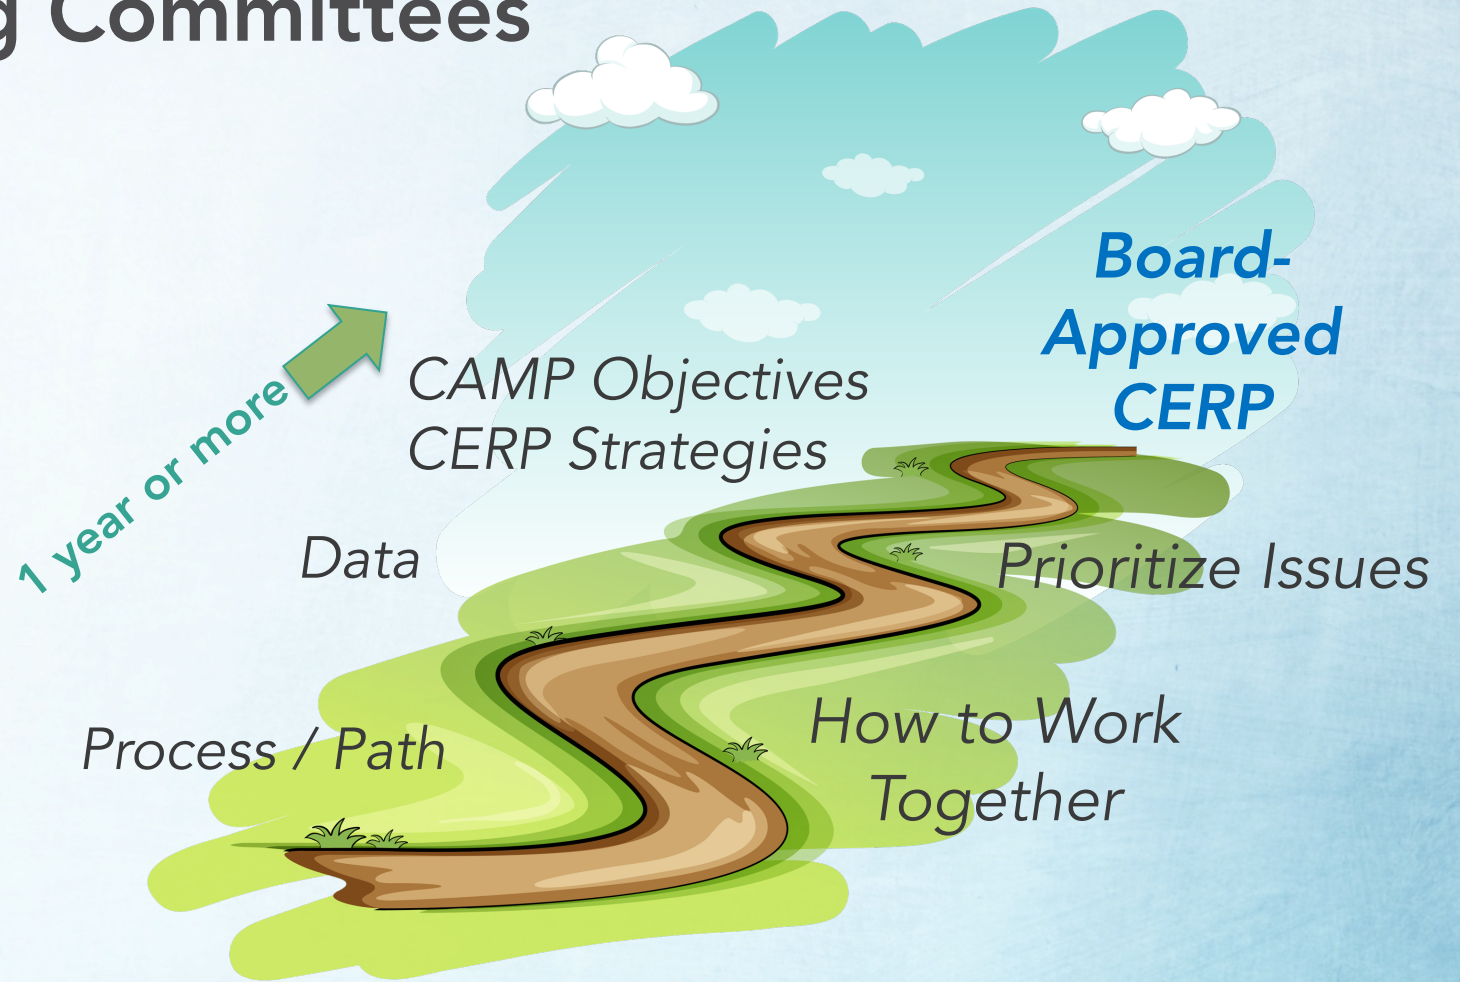 Committees
Board-
Approved
CERP
CAMP Objectives
CERP Strategies
1 year or more
Data
Prioritize Issues
How to Work
Together
Process / Path